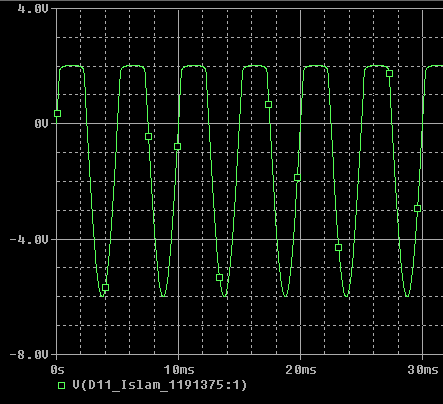 4.0V
0V
-4.0V
-8.0V
0s 10ms 20ms 30ms
V(D11_Islam_1191375:1)